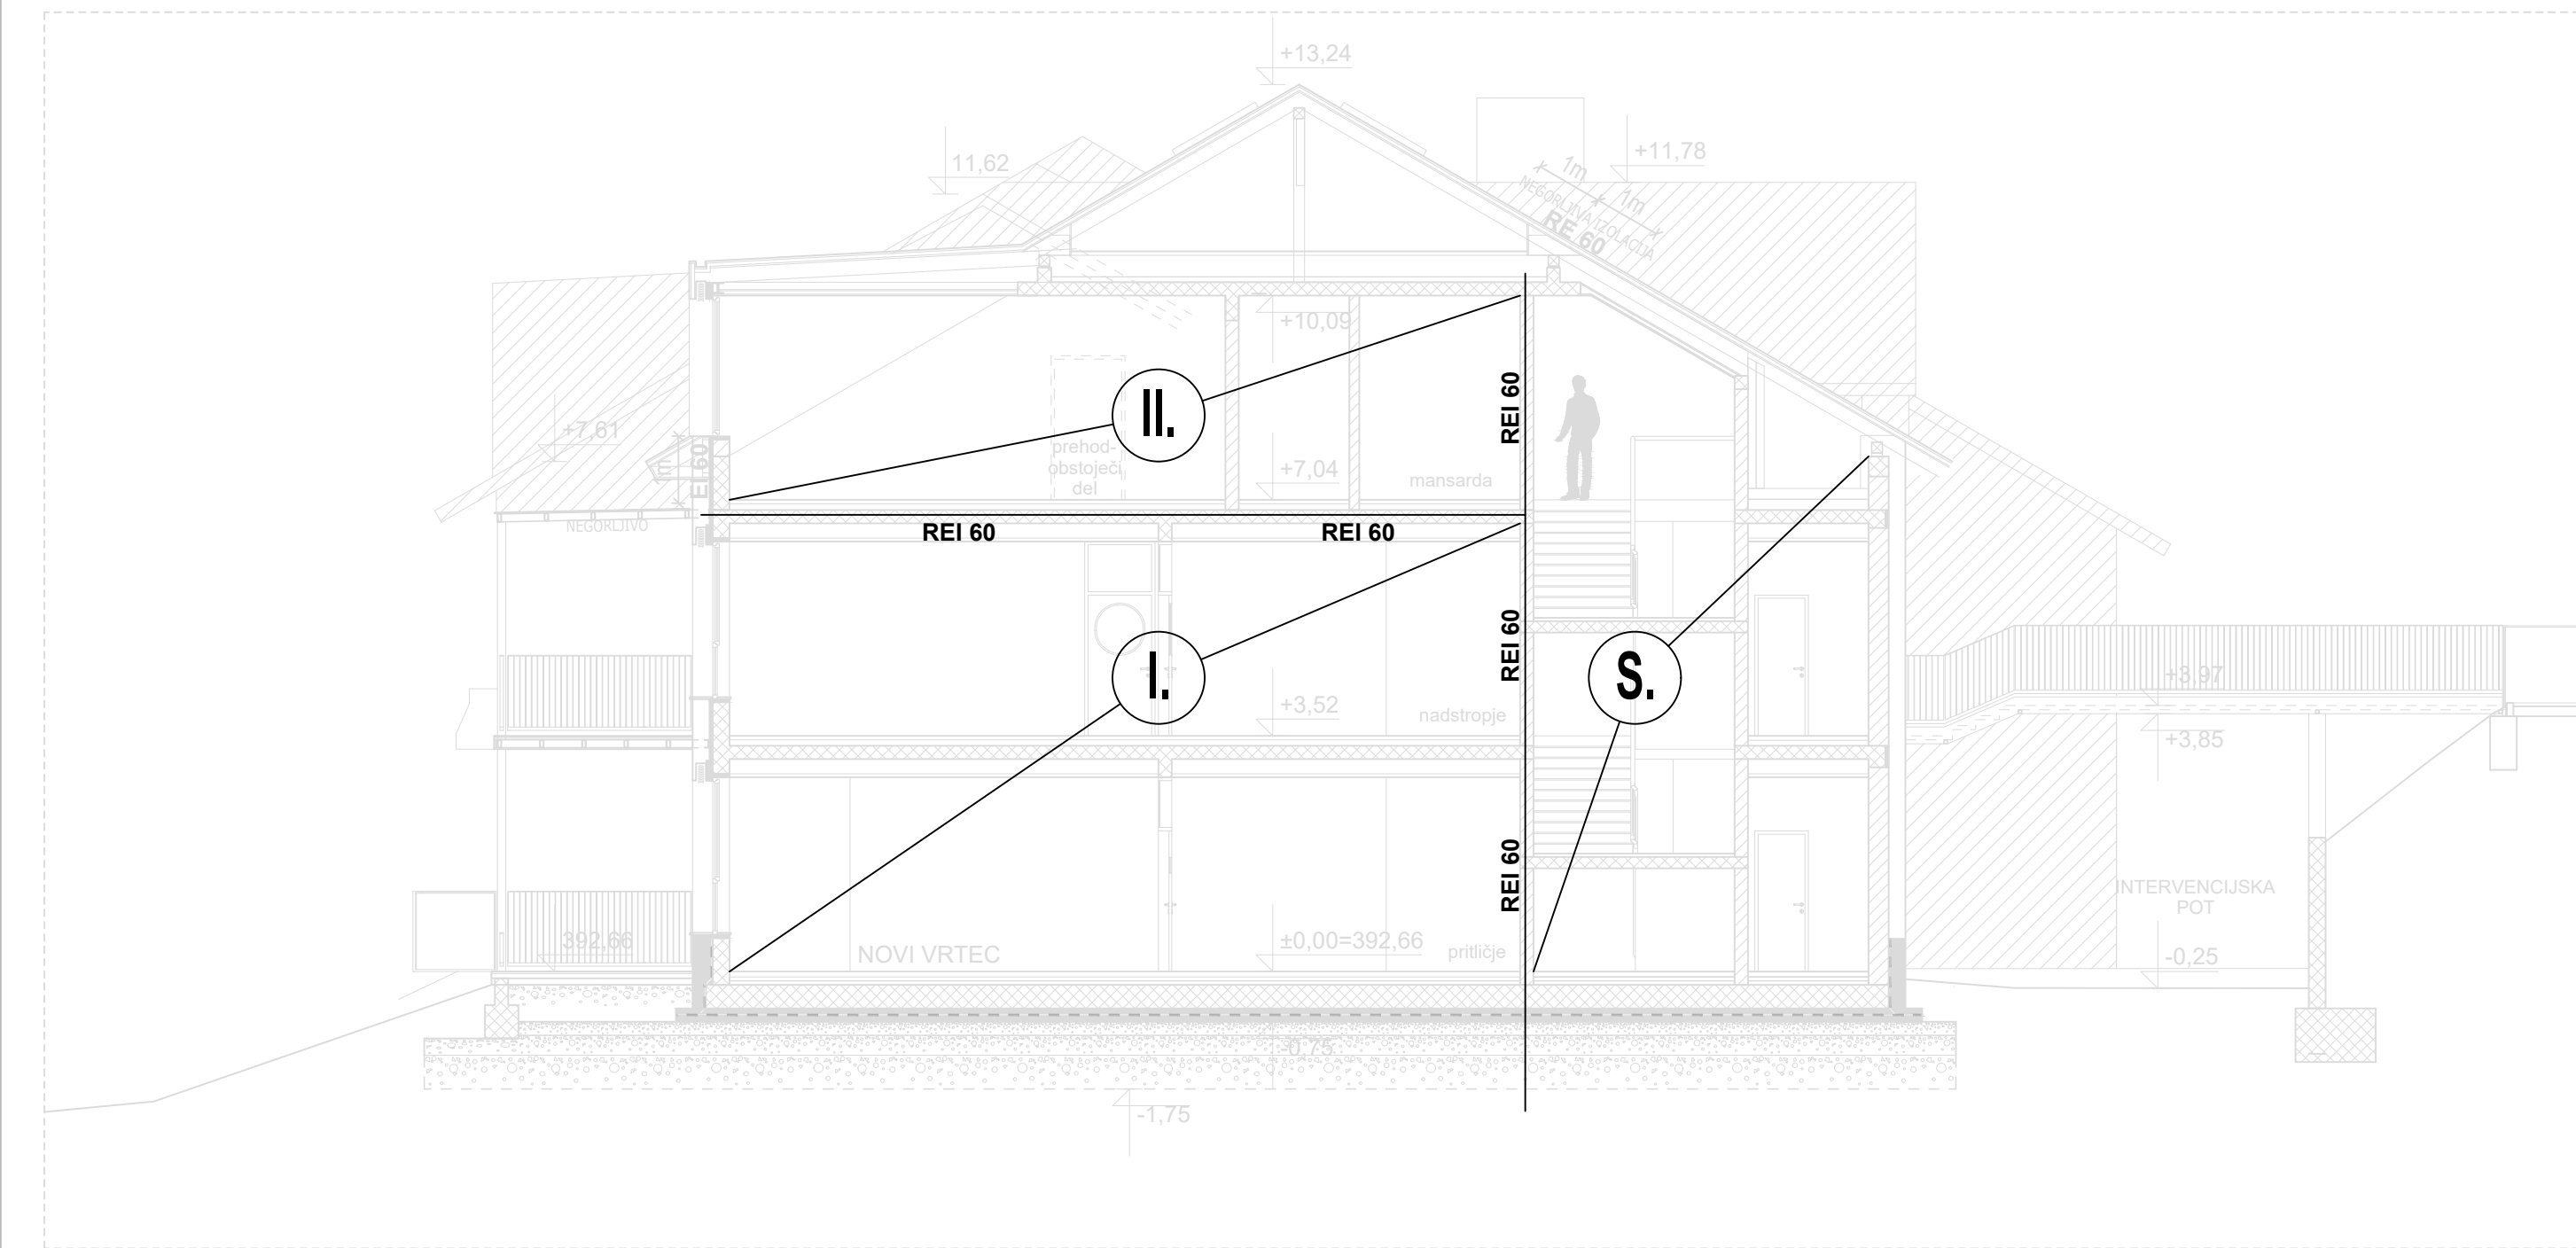 +13,24
11,62
+11,78
1m
1m
NEGORLJIVA IZOLACIJA
RE 60
+10,09
REI 60
II.
+7,61
EI 60
1m
prehod-
obstoječi
del
+7,04
mansarda
NEGORLJIVO
REI 60
REI 60
REI 60
I.
S.
+3,97
+3,52
nadstropje
+3,85
REI 60
INTERVENCIJSKA
POT
392,66
NOVI VRTEC
±0,00=392,66
pritličje
-0,25
-0,75
-1,75